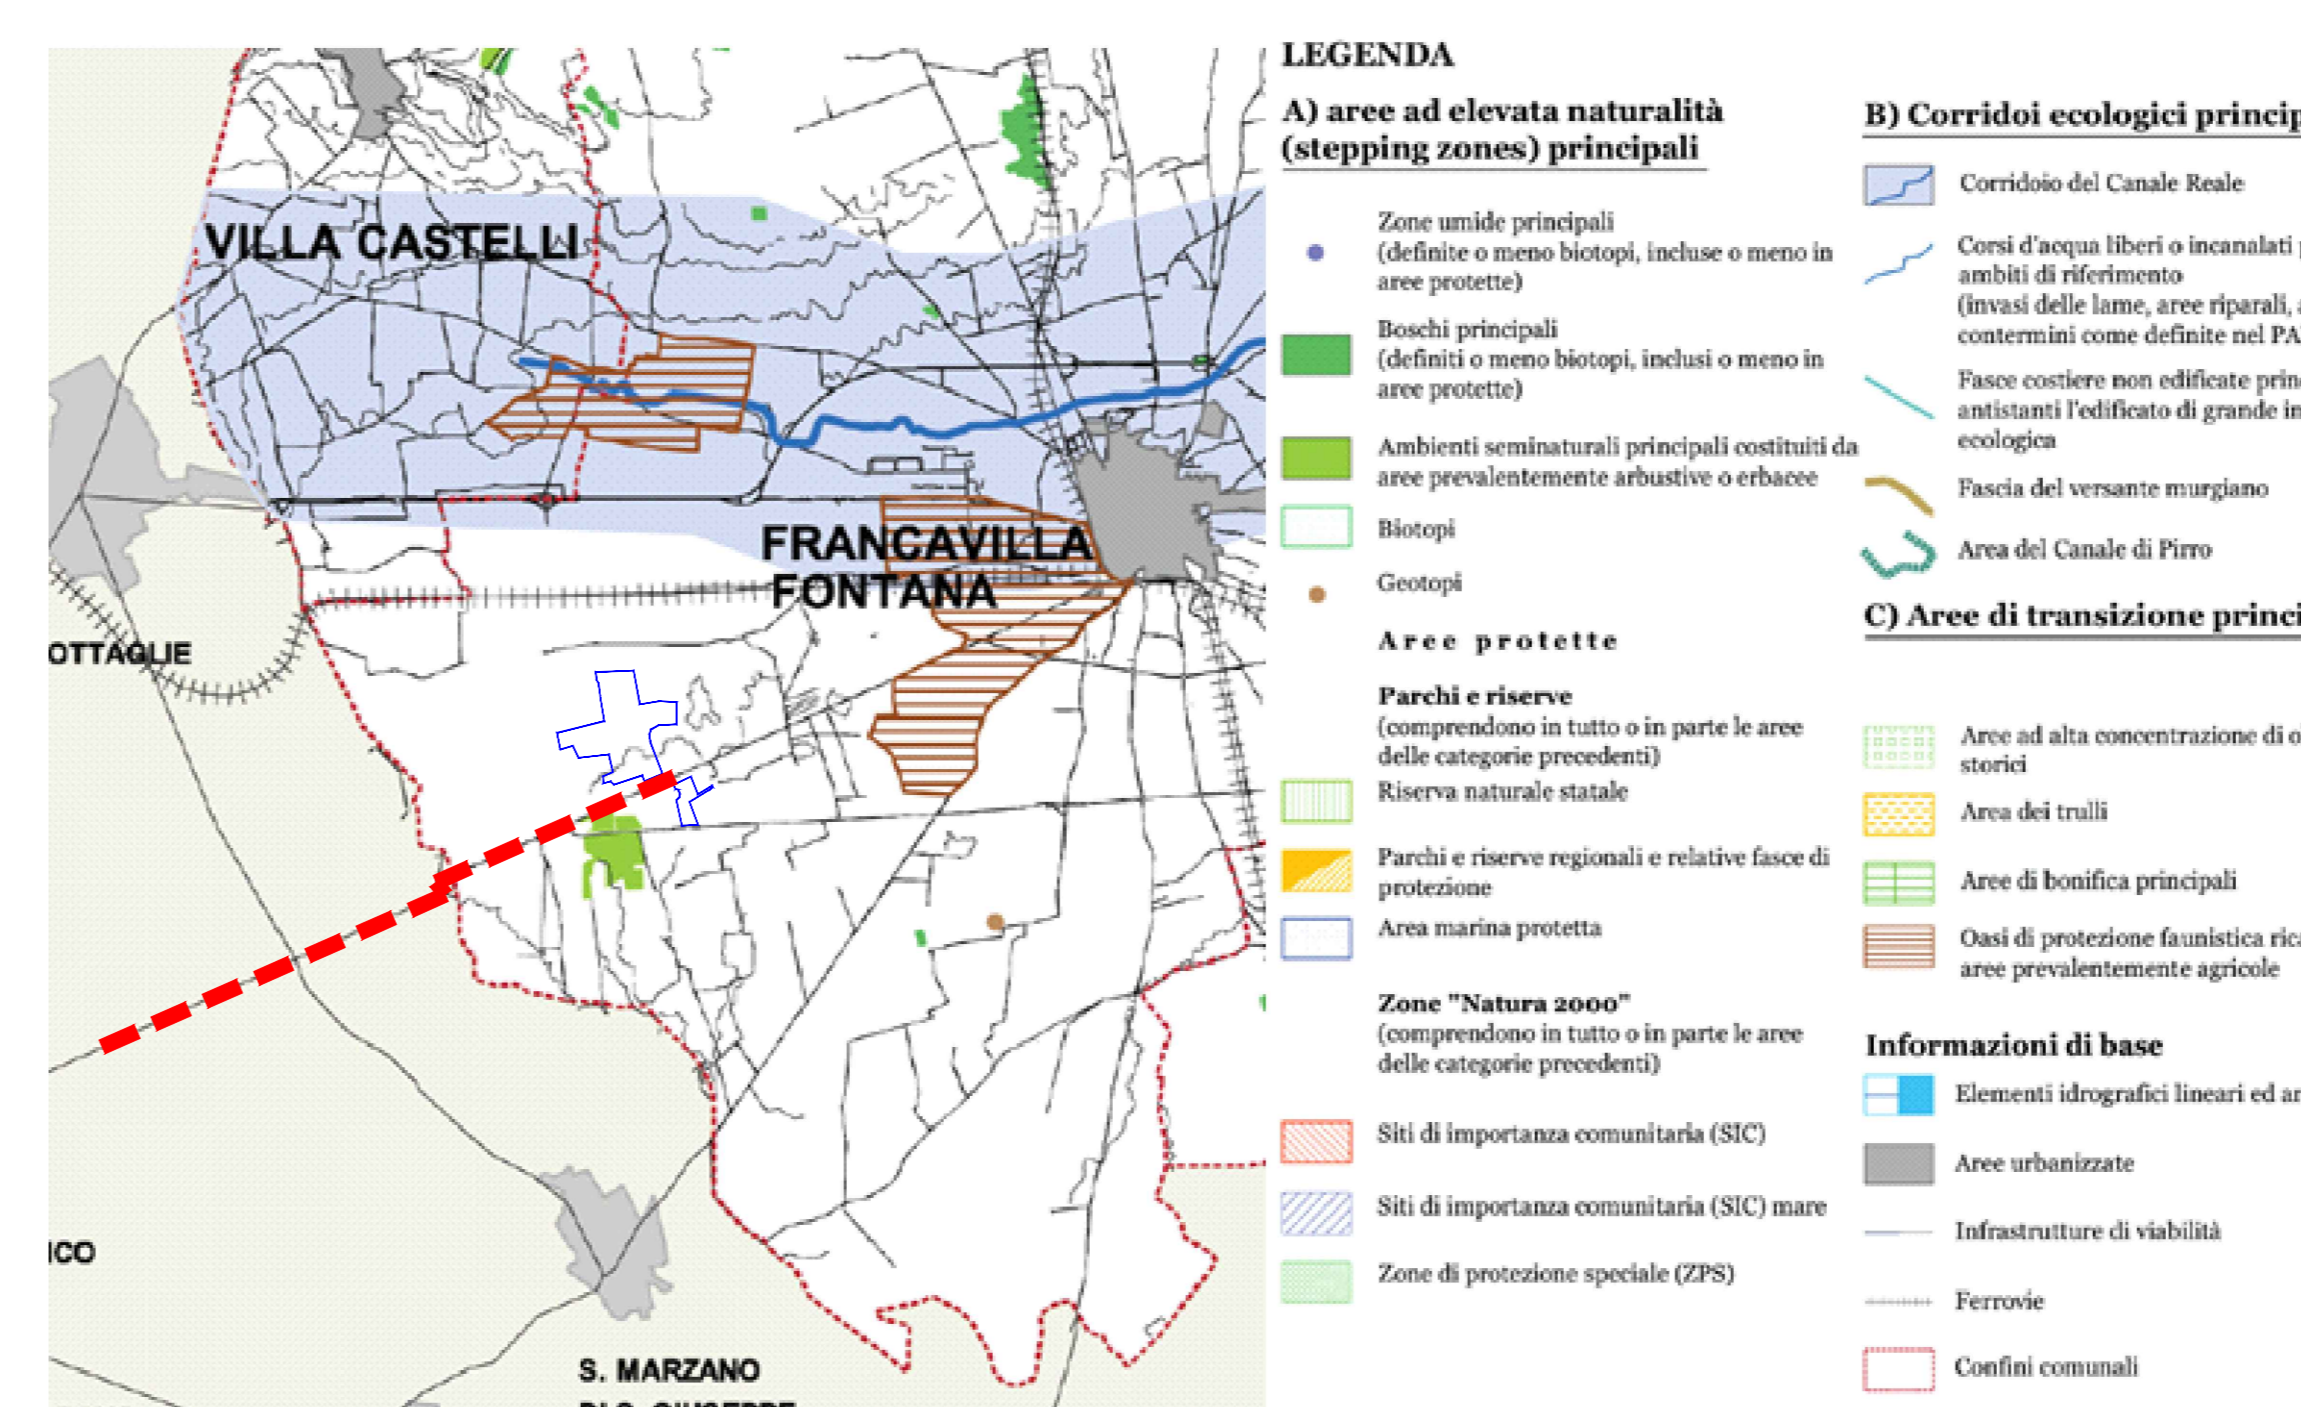 VILLA CASTELLI
FRANCAVILLA
FONTANA
OTTAGLIE
ICO
S. MARZANO
LEGENDA
A) aree ad elevata naturalità
(stepping zones) principali
Zone umide principali
(definite o meno biotopi, incluse o meno in
aree protette)
Boschi principali
(definiti o meno biotopi, inclusi o meno in
aree protette)
Ambienti seminaturali principali costituiti da
aree prevalentemente arbustive o erbacee
Biotopi
Geotopi
Aree protette
Parchi e riserve
(comprendono in tutto o in parte le aree
delle categorie precedenti)
Riserva naturale statale
Parchi e riserve regionali e relative fasce di
protezione
Area marina protetta
Zone "Natura 2000"
(comprendono in tutto o in parte le aree
delle categorie precedenti)
Siti di importanza comunitaria (SIC)
Siti di importanza comunitaria (SIC) mare
Zone di protezione speciale (ZPS)
B) Corridoi ecologici princip
Corridoio del Canale Reale
Corsi d'acqua liberi o incanalati
ambiti di riferimento
(invasi delle lame, aree riparali,
contermini come definite nel PA
Fasce costiere non edificate prin
antistanti l'edificato di grande in
ecologica
Fascia del versante murgiano
Area del Canale di Pirro
C) Aree di transizione princi
Aree ad alta concentrazione di o
storici
Area dei trulli
Aree di bonifica principali
Oasi di protezione faunistica rica
aree prevalentemente agricole
Informazioni di base
Elementi idrografici lineari ed ar
Aree urbanizzate
Infrastrutture di viabilità
Ferrovie
Confini comunali